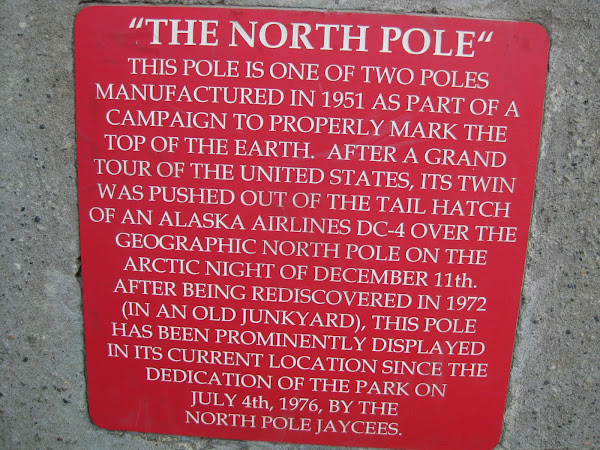 "THE NORTH POLE"
THIS POLE IS ONE OF TWO POLES
MANUFACTURED IN 1951 AS PART OF A
CAMPAIGN TO PROPERLY MARK THE
TOP OF THE EARTH. AFTER A GRAND
TOUR OF THE UNITED STATES, ITS TWIN
WAS PUSHED OUT OF THE TAIL HATCH
OF AN ALASKA AIRLINES DC-4 OVER THE
GEOGRAPHIC NORTH POLE ON THE
ARCTIC NIGHT OF DECEMBER 11th.
AFTER BEING REDISCOVERED IN 1972
(IN AN OLD JUNKYARD), THIS POLE
HAS BEEN PROMINENTLY DISPLAYED
IN ITS CURRENT LOCATION SINCE THE
DEDICATION OF THE PARK ON
JULY 4th, 1976, BY THE
NORTH POLE JAYCEES.